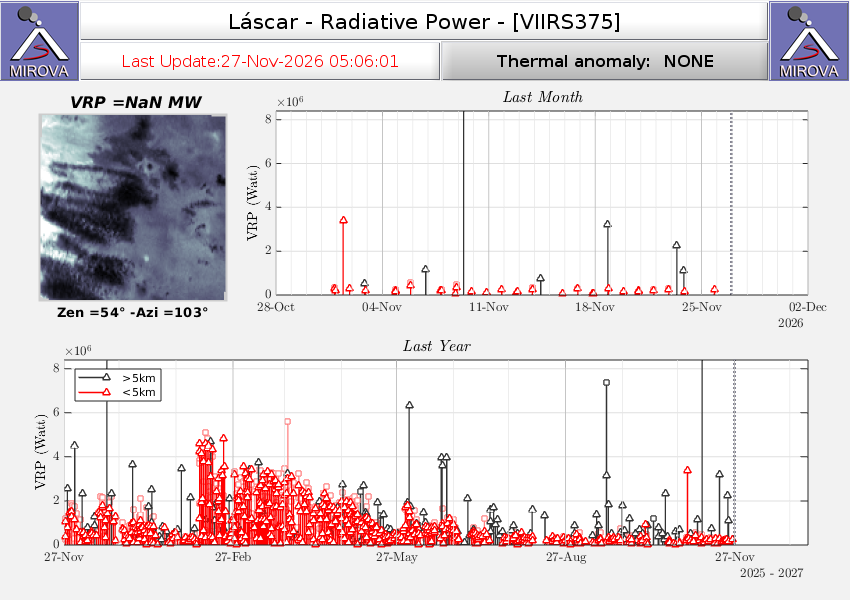 MIROVA
Láscar - Radiative Power - [VIIRS375]
MIROVA
Last Update:27-Nov-2026 05:06:01
Thermal anomaly: NONE
VRP =NaN MW
Zen =54° -Azi =103°
Last Month
×10⁶
VRP (Watt)
8
6
4
2
0
28-Oct 04-Nov 11-Nov 18-Nov 25-Nov 02-Dec
2026
Last Year
×10⁶
VRP (Watt)
8
6
4
2
0
>5km
<5km
27-Nov 27-Feb 27-May 27-Aug 27-Nov
2025 - 2027